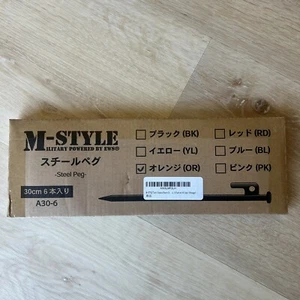 M-STYLE
MILITARY POWERED BY EWS®
スチールペグ
-Steel Peg-
30cm 6本入り
A30-6
ブラック (BK)
レッド (RD)
イエロー (YL)
ブルー (BL)
オレンジ (OR)
ピンク (PK)